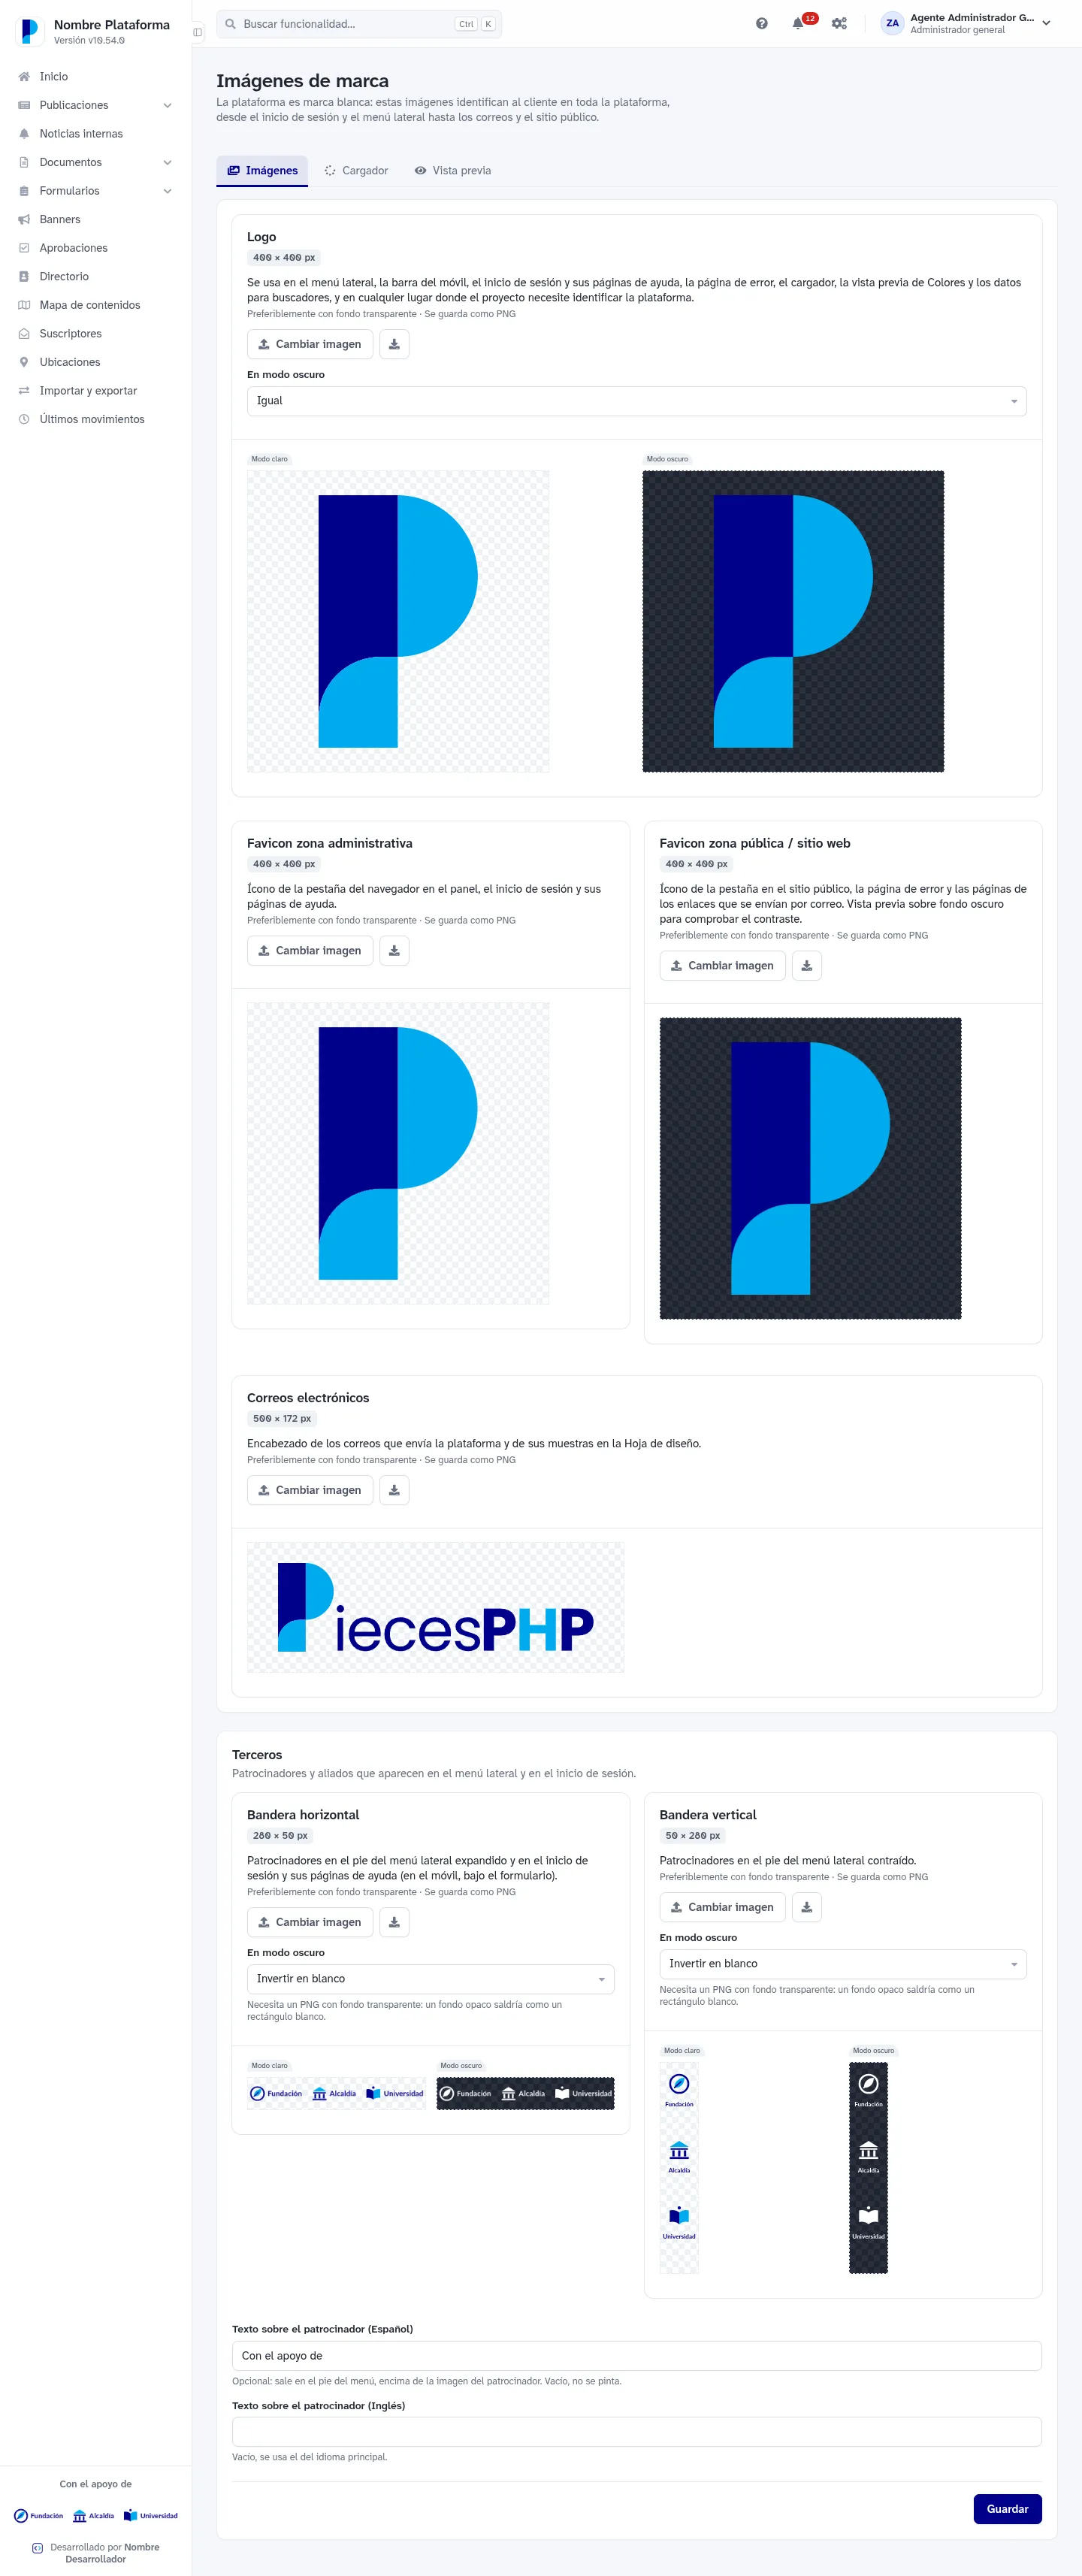 Nombre Plataforma
Versión v10.54.0
Inicio
Publicaciones
Noticias internas
Documentos
Formularios
Banners
Aprobaciones
Directorio
Mapa de contenidos
Suscriptores
Ubicaciones
Importar y exportar
Últimos movimientos
Con el apoyo de
Fundación Alcaldía Universidad
Desarrollado por Nombre
Desarrollador
Buscar funcionalidad... Ctrl K
12
ZA
Agente Administrador G...
Administrador general
Imágenes de marca
La plataforma es marca blanca: estas imágenes identifican al cliente en toda la plataforma,
desde el inicio de sesión y el menú lateral hasta los correos y el sitio público.
Imágenes Cargador Vista previa
Logo
400 × 400 px
Se usa en el menú lateral, la barra del móvil, el inicio de sesión y sus páginas de ayuda, la página de error, el cargador, la vista previa de Colores y los datos
para buscadores, y en cualquier lugar donde el proyecto necesite identificar la plataforma.
Preferiblemente con fondo transparente · Se guarda como PNG
Cambiar imagen
En modo oscuro
Igual
Modo claro
Modo oscuro
Favicon zona administrativa
400 × 400 px
Ícono de la pestaña del navegador en el panel, el inicio de sesión y sus
páginas de ayuda.
Preferiblemente con fondo transparente · Se guarda como PNG
Cambiar imagen
Favicon zona pública / sitio web
400 × 400 px
Ícono de la pestaña en el sitio público, la página de error y las páginas de
los enlaces que se envían por correo. Vista previa sobre fondo oscuro
para comprobar el contraste.
Preferiblemente con fondo transparente · Se guarda como PNG
Cambiar imagen
Correos electrónicos
500 × 172 px
Encabezado de los correos que envía la plataforma y de sus muestras en la Hoja de diseño.
Preferiblemente con fondo transparente · Se guarda como PNG
Cambiar imagen
PiecesPHP
Terceros
Patrocinadores y aliados que aparecen en el menú lateral y en el inicio de sesión.
Bandera horizontal
280 × 50 px
Patrocinadores en el pie del menú lateral expandido y en el inicio de
sesión y sus páginas de ayuda (en el móvil, bajo el formulario).
Preferiblemente con fondo transparente · Se guarda como PNG
Cambiar imagen
En modo oscuro
Invertir en blanco
Necesita un PNG con fondo transparente: un fondo opaco saldría como un
rectángulo blanco.
Modo claro
Fundación Alcaldía Universidad
Modo oscuro
Fundación Alcaldía Universidad
Bandera vertical
50 × 280 px
Patrocinadores en el pie del menú lateral contraído.
Preferiblemente con fondo transparente · Se guarda como PNG
Cambiar imagen
En modo oscuro
Invertir en blanco
Necesita un PNG con fondo transparente: un fondo opaco saldría como un
rectángulo blanco.
Modo claro
Fundación
Alcaldía
Universidad
Modo oscuro
Fundación
Alcaldía
Universidad
Texto sobre el patrocinador (Español)
Con el apoyo de
Opcional: sale en el pie del menú, encima de la imagen del patrocinador. Vacío, no se pinta.
Texto sobre el patrocinador (Inglés)
Vacío, se usa el del idioma principal.
Guardar